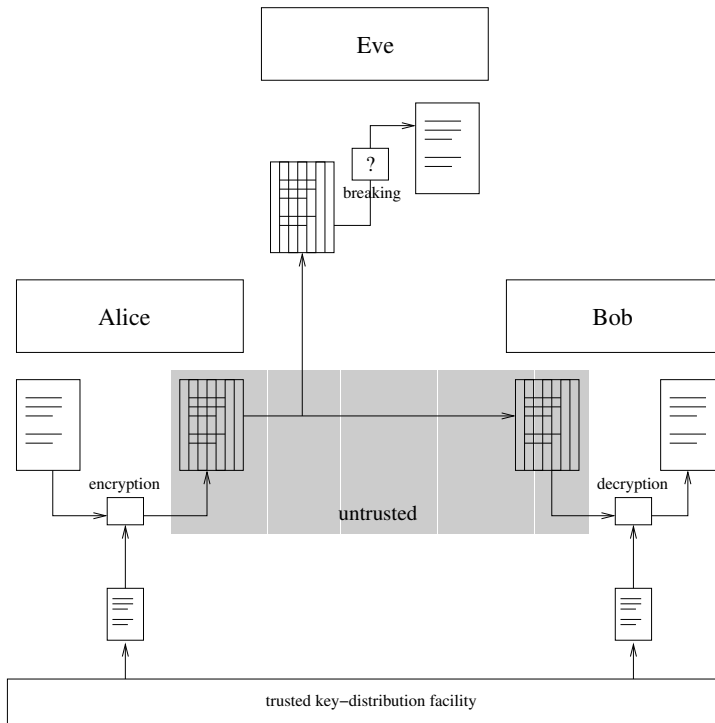 Eve
?
breaking
Alice
Bob
encryption
decryption
untrusted
trusted key−distribution facility